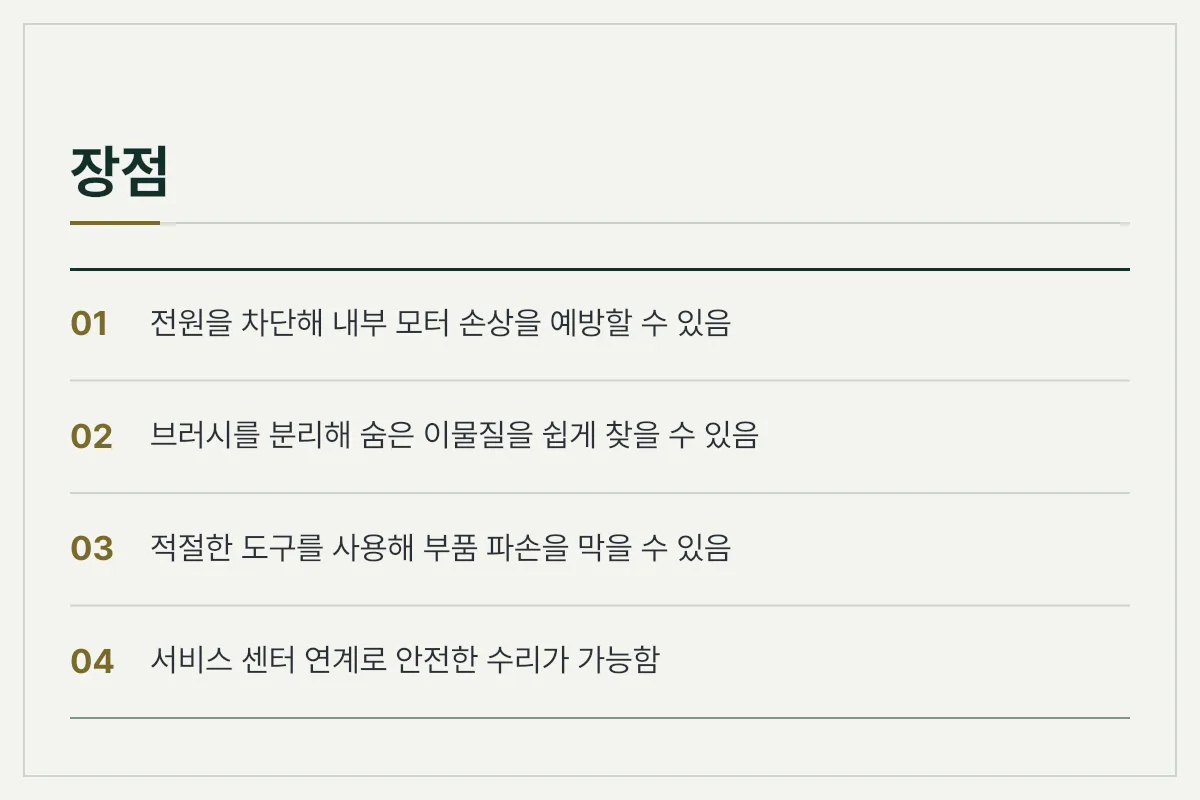 장점
01 전원을 차단해 내부 모터 손상을 예방할 수 있음
02 브러시를 분리해 숨은 이물질을 쉽게 찾을 수 있음
03 적절한 도구를 사용해 부품 파손을 막을 수 있음
04 서비스 센터 연계로 안전한 수리가 가능함